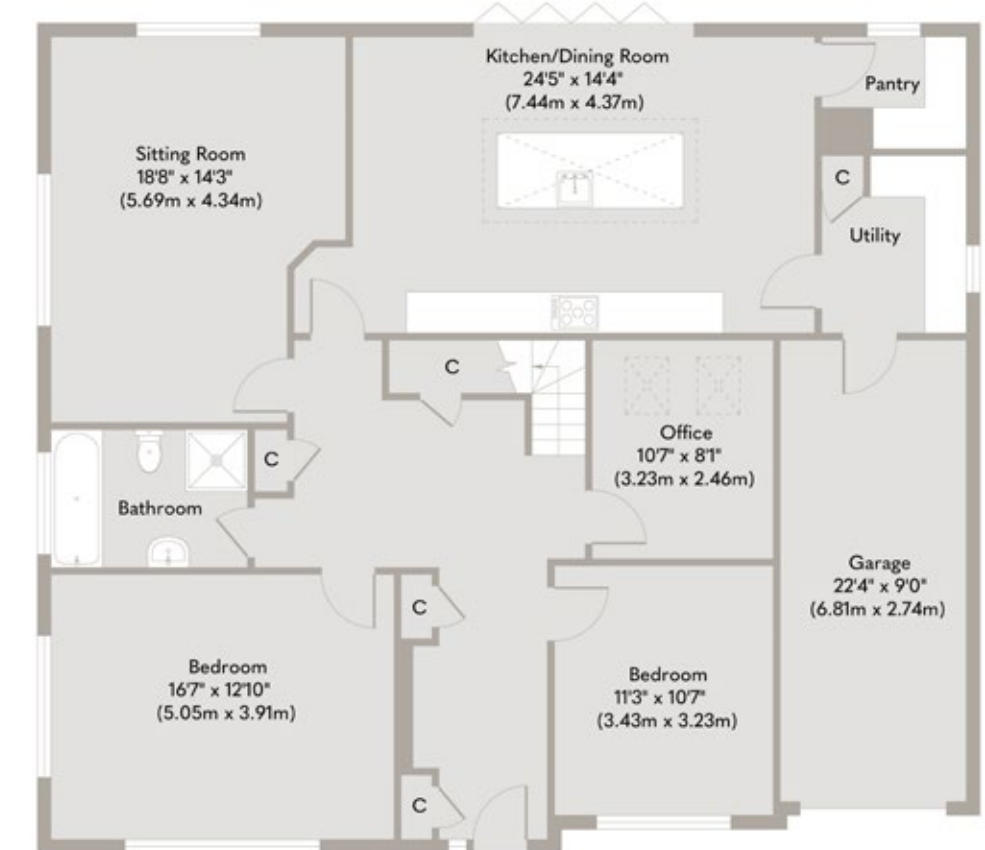 Kitchen/Dining Room
24'5" x 14'4"
(7.44m x 4.37m)
Pantry
Sitting Room
18'8" x 14'3"
(5.69m x 4.34m)
C
Utility
C
Office
10'7" x 8'1"
(3.23m x 2.46m)
C
Bathroom
Garage
22'4" x 9'0"
(6.81m x 2.74m)
C
Bedroom
16'7" x 12'10"
(5.05m x 3.91m)
Bedroom
11'3" x 10'7"
(3.43m x 3.23m)
C